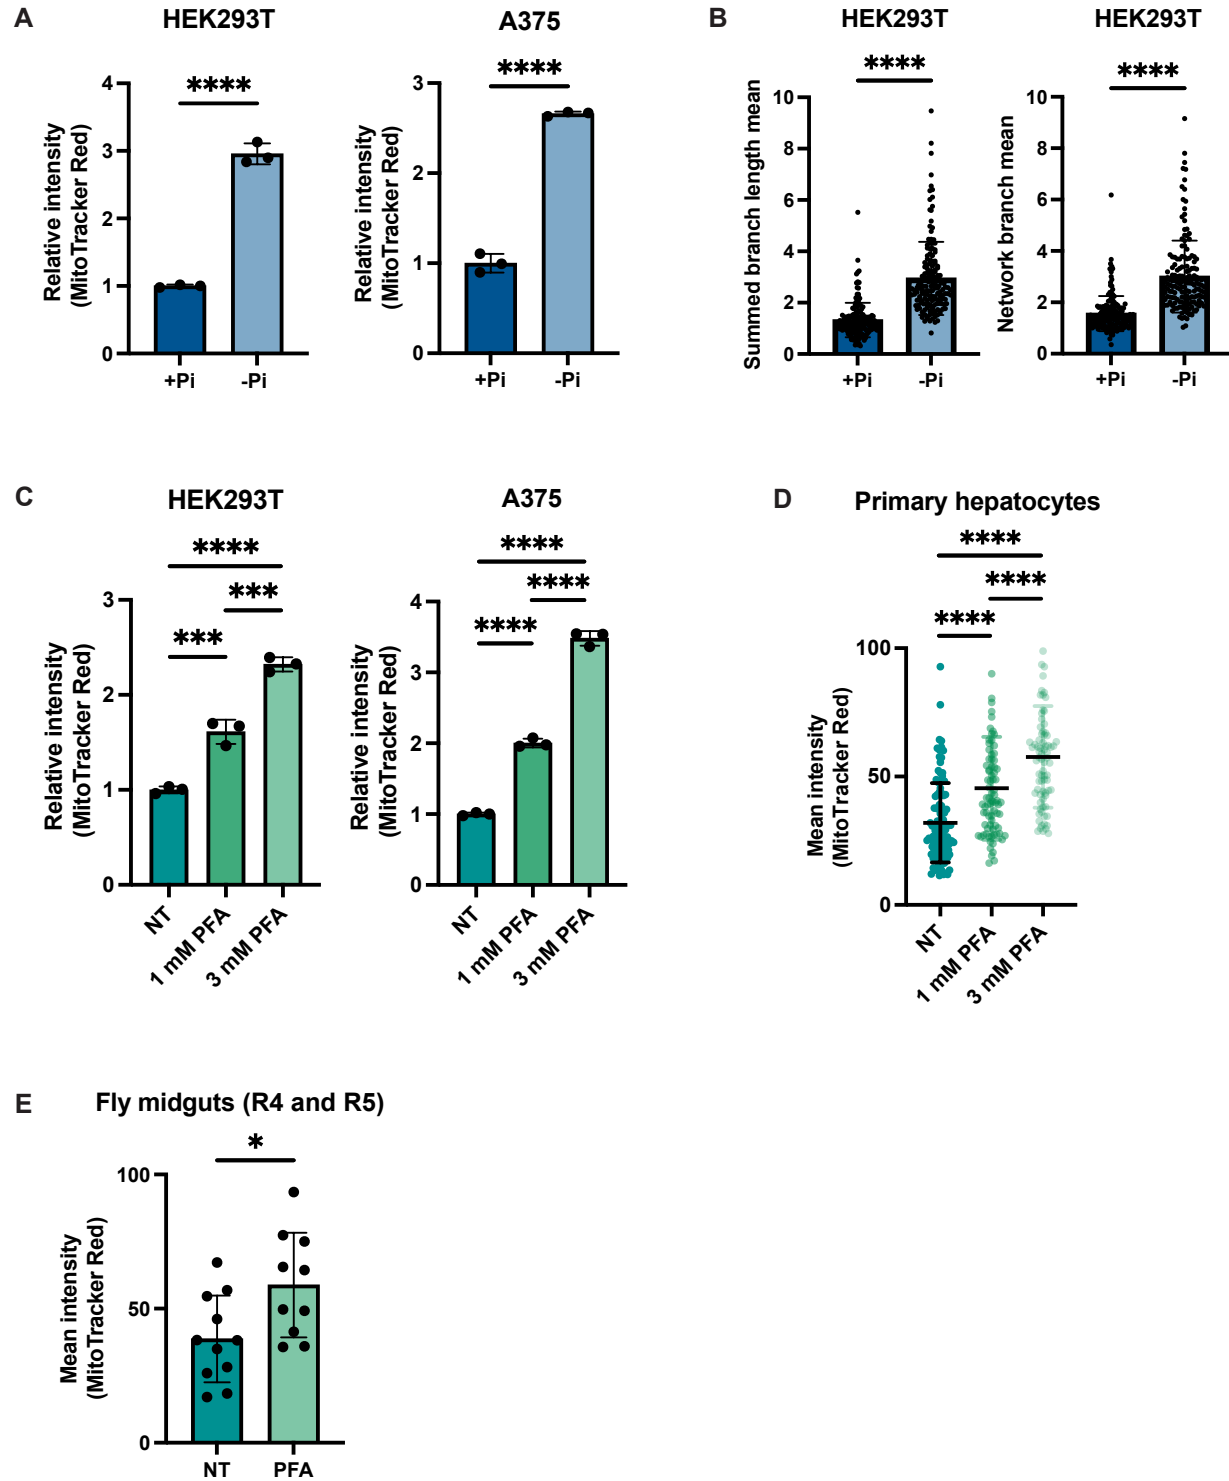 A
HEK293T
****
Relative intensity
(MitoTracker Red)
4
3
2
1
0
+Pi
-Pi
A375
****
Relative intensity
(MitoTracker Red)
3
2
1
0
+Pi
-Pi
B
HEK293T
****
Summed branch length mean
10
8
6
4
2
0
+Pi
-Pi
HEK293T
****
Network branch mean
10
8
6
4
2
0
+Pi
-Pi
C
HEK293T
****
***
***
Relative intensity
(MitoTracker Red)
3
2
1
0
NT
1 mM PFA
3 mM PFA
A375
****
****
****
Relative intensity
(MitoTracker Red)
4
3
2
1
0
NT
1 mM PFA
3 mM PFA
D
Primary hepatocytes
****
****
****
Mean intensity
(MitoTracker Red)
100
50
0
NT
1 mM PFA
3 mM PFA
E
Fly midguts (R4 and R5)
*
Mean intensity
(MitoTracker Red)
100
50
0
NT
PFA